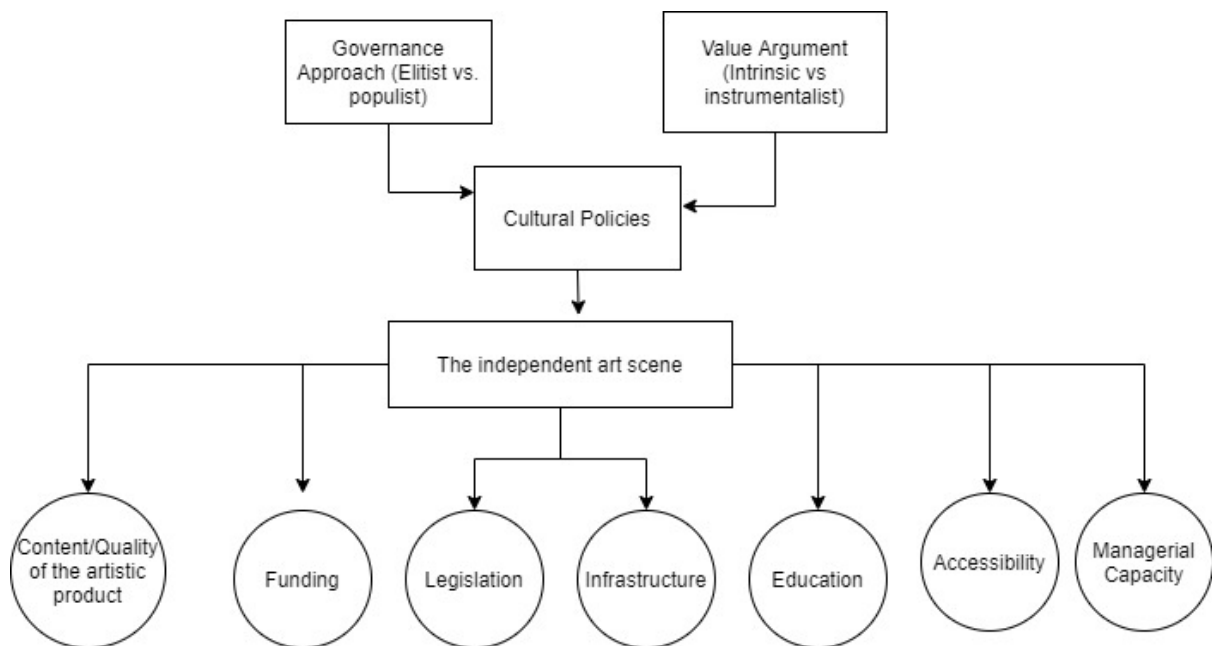 Governance
Approach (Elitist vs.
populist)
Value Argument
(Intrinsic vs
instrumentalist)
Cultural Policies
The independent art scene
Content/Quality
of the artistic
product
Funding
Legislation
Infrastructure
Education
Accessibility
Managerial
Capacity